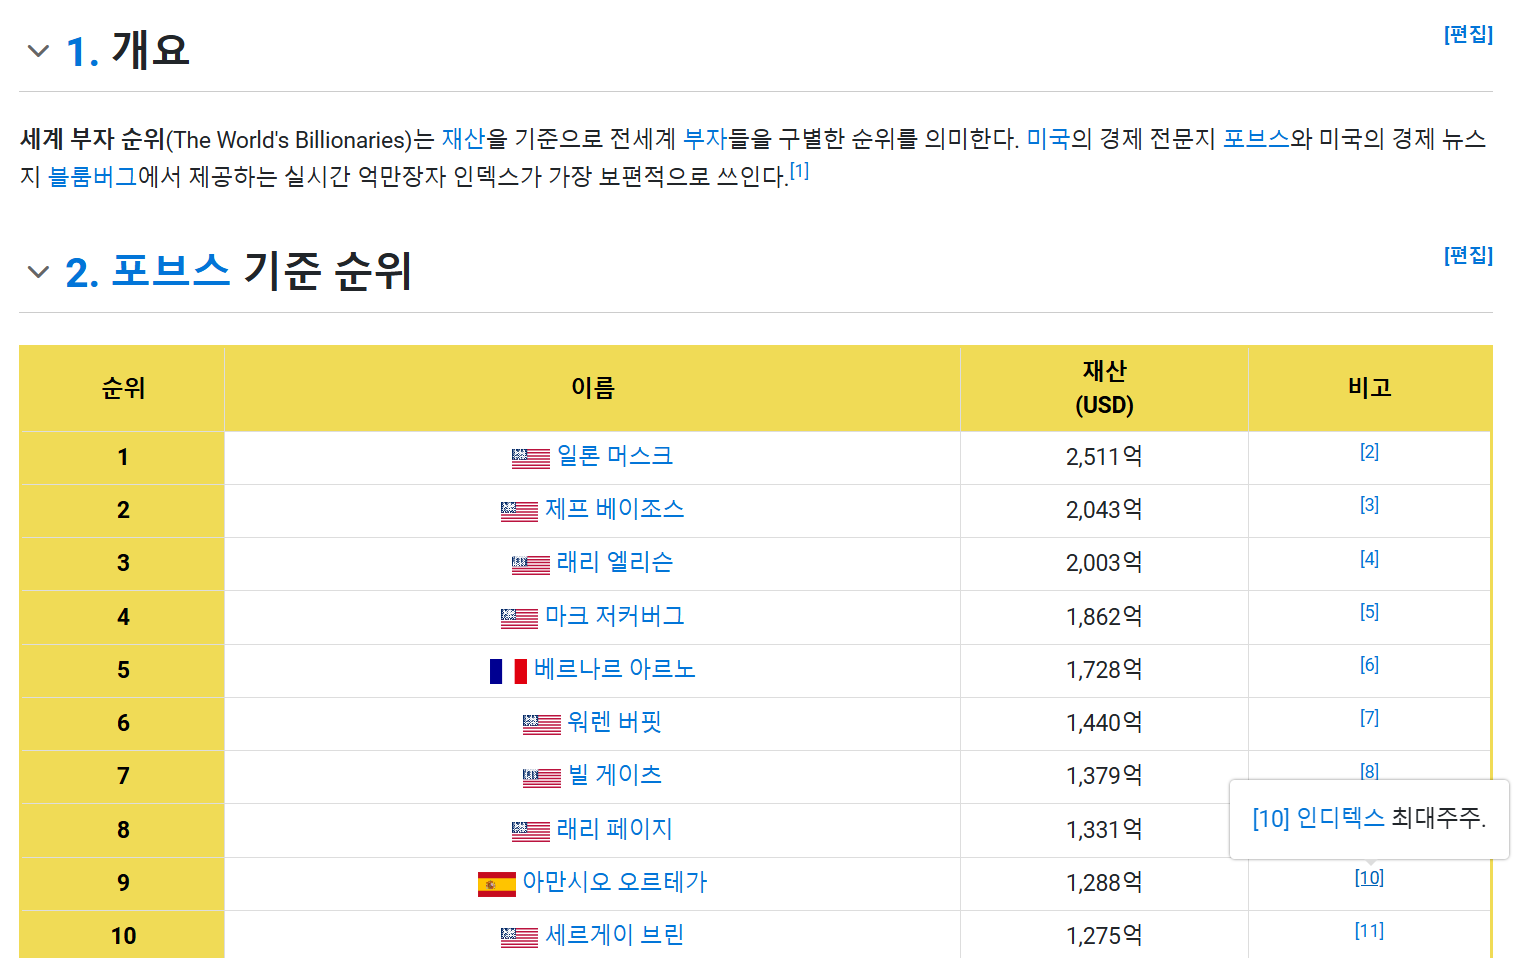 1. 개요 [편집]
세계 부자 순위(The World's Billionaries)는 재산을 기준으로 전세계 부자들을 구별한 순위를 의미한다. 미국의 경제 전문지 포브스와 미국의 경제 뉴스
지 블룸버그에서 제공하는 실시간 억만장자 인덱스가 가장 보편적으로 쓰인다.[1]
2. 포브스 기준 순위 [편집]
순위 이름 재산 (USD) 비고
1 일론 머스크 2,511억 [2]
2 제프 베이조스 2,043억 [3]
3 래리 엘리슨 2,003억 [4]
4 마크 저커버그 1,862억 [5]
5 베르나르 아르노 1,728억 [6]
6 워렌 버핏 1,440억 [7]
7 빌 게이츠 1,379억 [8]
[10] 인디텍스 최대주주.
8 래리 페이지 1,331억
9 아만시오 오르테가 1,288억 [10]
10 세르게이 브린 1,275억 [11]